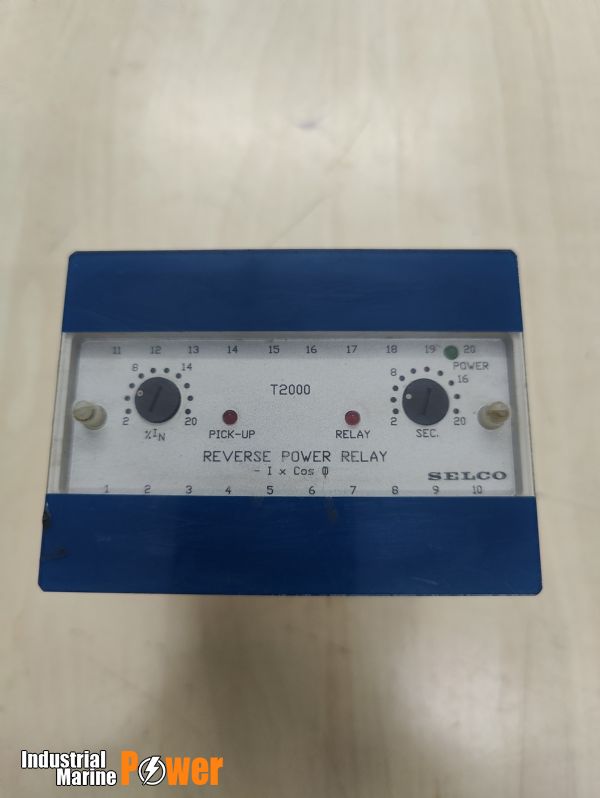 11 12 13 14 15 16 17 18 19 20
8 14 8 POWER
T2000 16
2 20 2 20
%IN PICK-UP RELAY SEC.
REVERSE POWER RELAY
- I x Cos Φ
SELCO
1 2 3 4 5 6 7 8 9 10
Industrial
Marine Power